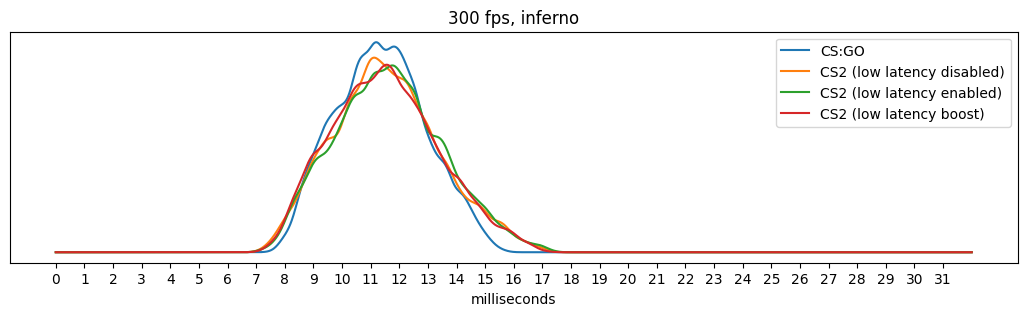 300 fps, inferno
CS:GO
CS2 (low latency disabled)
CS2 (low latency enabled)
CS2 (low latency boost)
0 1 2 3 4 5 6 7 8 9 10 11 12 13 14 15 16 17 18 19 20 21 22 23 24 25 26 27 28 29 30 31
milliseconds